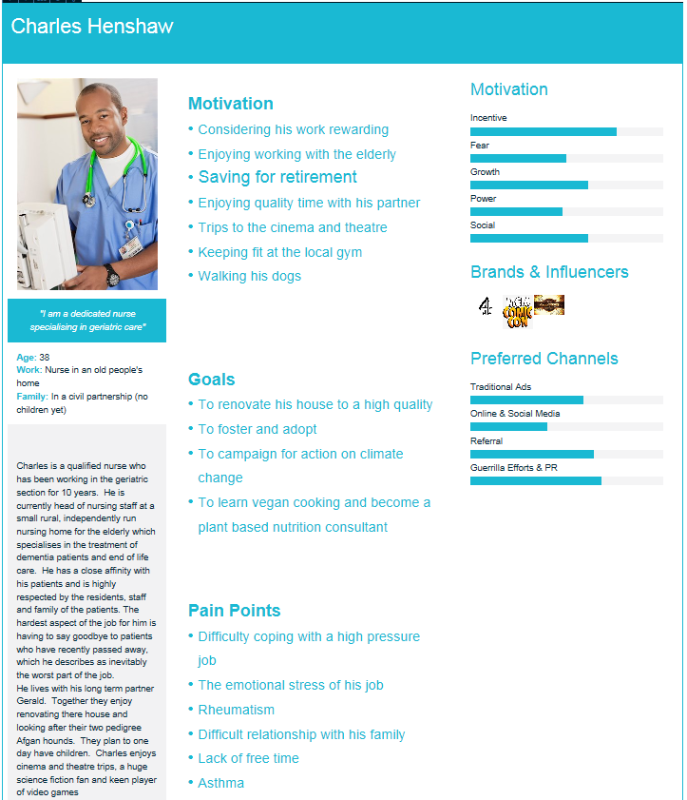 Charles Henshaw
"I am a dedicated nurse
specialising in geriatric care"
Age: 38
Work: Nurse in an old people's
home
Family: In a civil partnership (no
children yet)
Charles is a qualified nurse who
has been working in the geriatric
section for 10 years. He is
currently head of nursing staff at a
small rural, independently run
nursing home for the elderly which
specialises in the treatment of
dementia patients and end of life
care. He has a close affinity with
his patients and is highly
respected by the residents, staff
and family of the patients. The
hardest aspect of the job for him is
having to say goodbye to patients
who have recently passed away,
which he describes as inevitably
the worst part of the job.
He lives with his long term partner
Gerald. Together they enjoy
renovating there house and
looking after their two pedigree
Afgan hounds. They plan to one
day have children. Charles enjoys
cinema and theatre trips, a huge
science fiction fan and keen player
of video games
Motivation
• Considering his work rewarding
• Enjoying working with the elderly
• Saving for retirement
• Enjoying quality time with his partner
• Trips to the cinema and theatre
• Keeping fit at the local gym
• Walking his dogs
Goals
• To renovate his house to a high quality
• To foster and adopt
• To campaign for action on climate
change
• To learn vegan cooking and become a
plant based nutrition consultant
Pain Points
• Difficulty coping with a high pressure
job
• The emotional stress of his job
• Rheumatism
• Difficult relationship with his family
• Lack of free time
• Asthma
Motivation
Incentive
Fear
Growth
Power
Social
Brands & Influencers
4
COMIC
CON
Preferred Channels
Traditional Ads
Online & Social Media
Referral
Guerrilla Efforts & PR